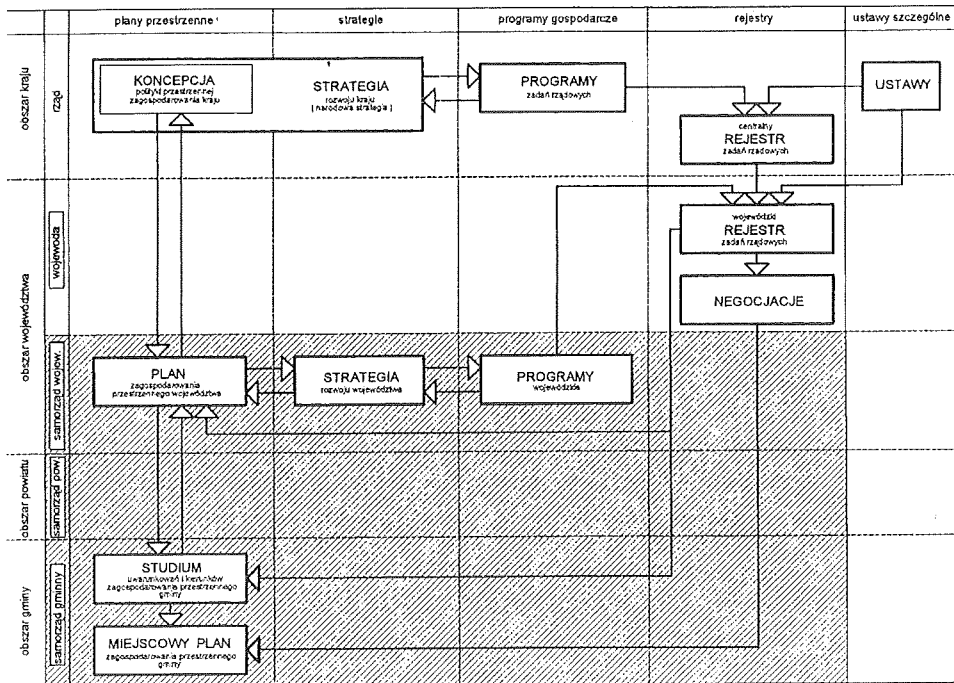 plany przestrzenne
strategie
programy gospodarcze
rejestry
ustawy szczególne
obszar kraju
rząd
KONCEPCJA
polityki przestrzennej
zagospodarowania kraju
STRATEGIA
rozwoju kraju
( narodowa strategia )
PROGRAMY
zadań rządowych
USTAWY
centralny
REJESTR
zadań rządowych
obszar województwa
wojewoda
wojewódzki
REJESTR
zadań rządowych
NEGOCJACJE
samorząd wojew.
PLAN
zagospodarowania
przestrzennego województwa
STRATEGIA
rozwoju województwa
PROGRAMY
wojewódzkie
obszar powiatu
samorząd pow
obszar gminy
samorząd gminny
STUDIUM
uwarunkowań i kierunków
zagospodarowania przestrzennego
gminy
MIEJSCOWY PLAN
zagospodarowania przestrzennego
gminy